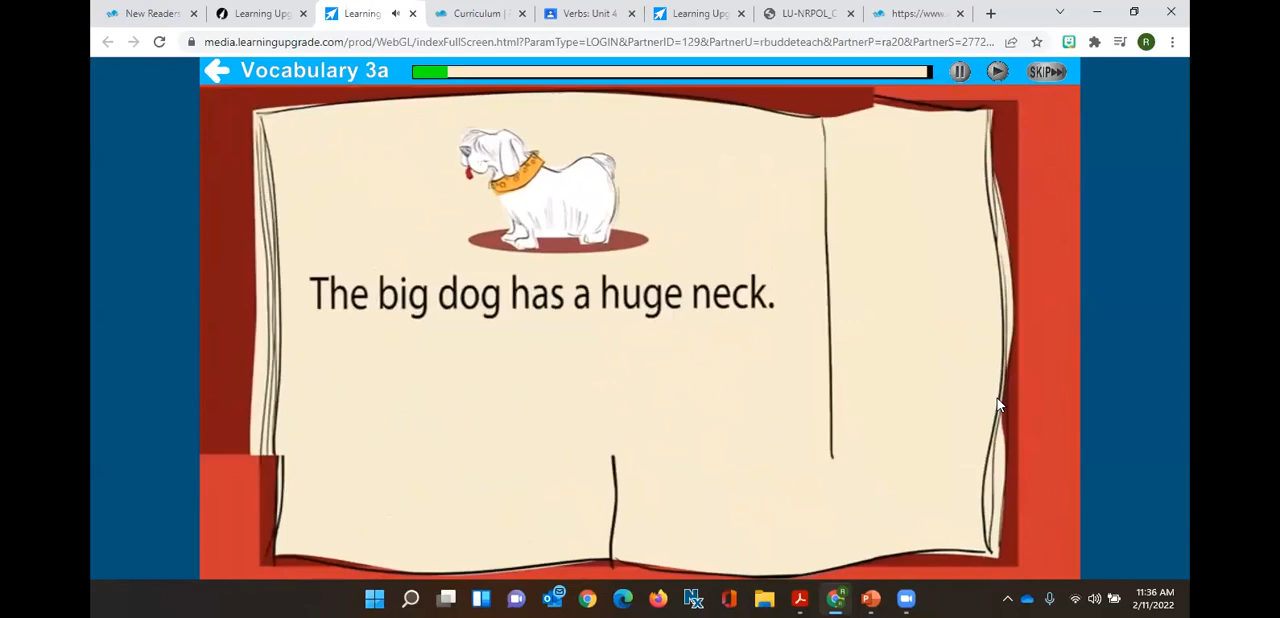 New Readers
Learning Upg
Learning
Curriculum |
Verbs: Unit 4
Learning Upg
LU-NRPOL_C
https://www.
media.learningupgrade.com/prod/WebGL/indexFullScreen.html?ParamType=LOGIN&PartnerID=129&PartnerU=rbuddeteach&PartnerP=ra20&PartnerS=2772...
R
Vocabulary 3a
SKIP
The big dog has a huge neck.
11:36 AM
2/11/2022